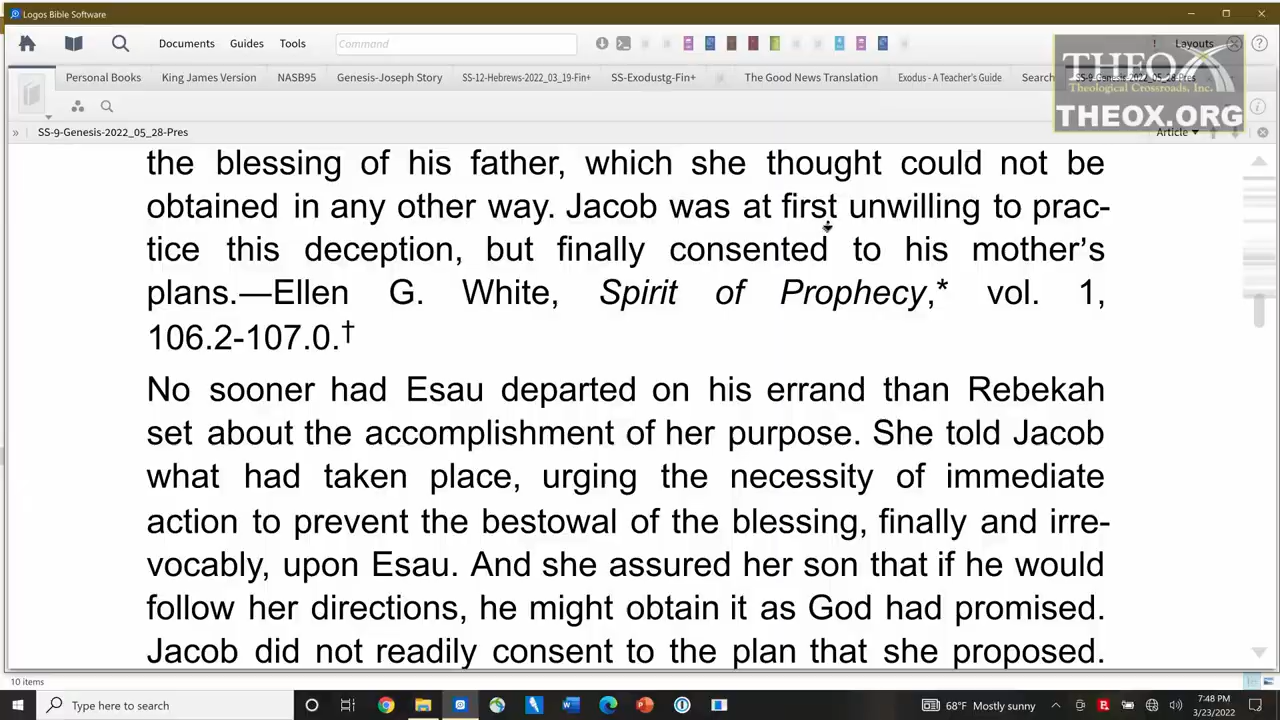 Logos Bible Software
Documents Guides Tools Command Layouts
THEOX
Theological Crossroads, Inc.
THEOX.ORG
Personal Books King James Version NASB95 SS-12-Hebrews-2022_03_19-Fin+ SS-Exodustg-Fin+ The Good News Translation Exodus - A Teacher's Guide Search SS-9-Genesis-2022_05_28-Pres
SS-9-Genesis-2022_05_28-Pres Article
the blessing of his father, which she thought could not be
obtained in any other way. Jacob was at first unwilling to prac-
tice this deception, but finally consented to his mother’s
plans.—Ellen G. White, Spirit of Prophecy,* vol. 1,
106.2-107.0.†
No sooner had Esau departed on his errand than Rebekah
set about the accomplishment of her purpose. She told Jacob
what had taken place, urging the necessity of immediate
action to prevent the bestowal of the blessing, finally and irre-
vocably, upon Esau. And she assured her son that if he would
follow her directions, he might obtain it as God had promised.
Jacob did not readily consent to the plan that she proposed.
10 items
Type here to search 68°F Mostly sunny 7:48 PM
3/23/2022